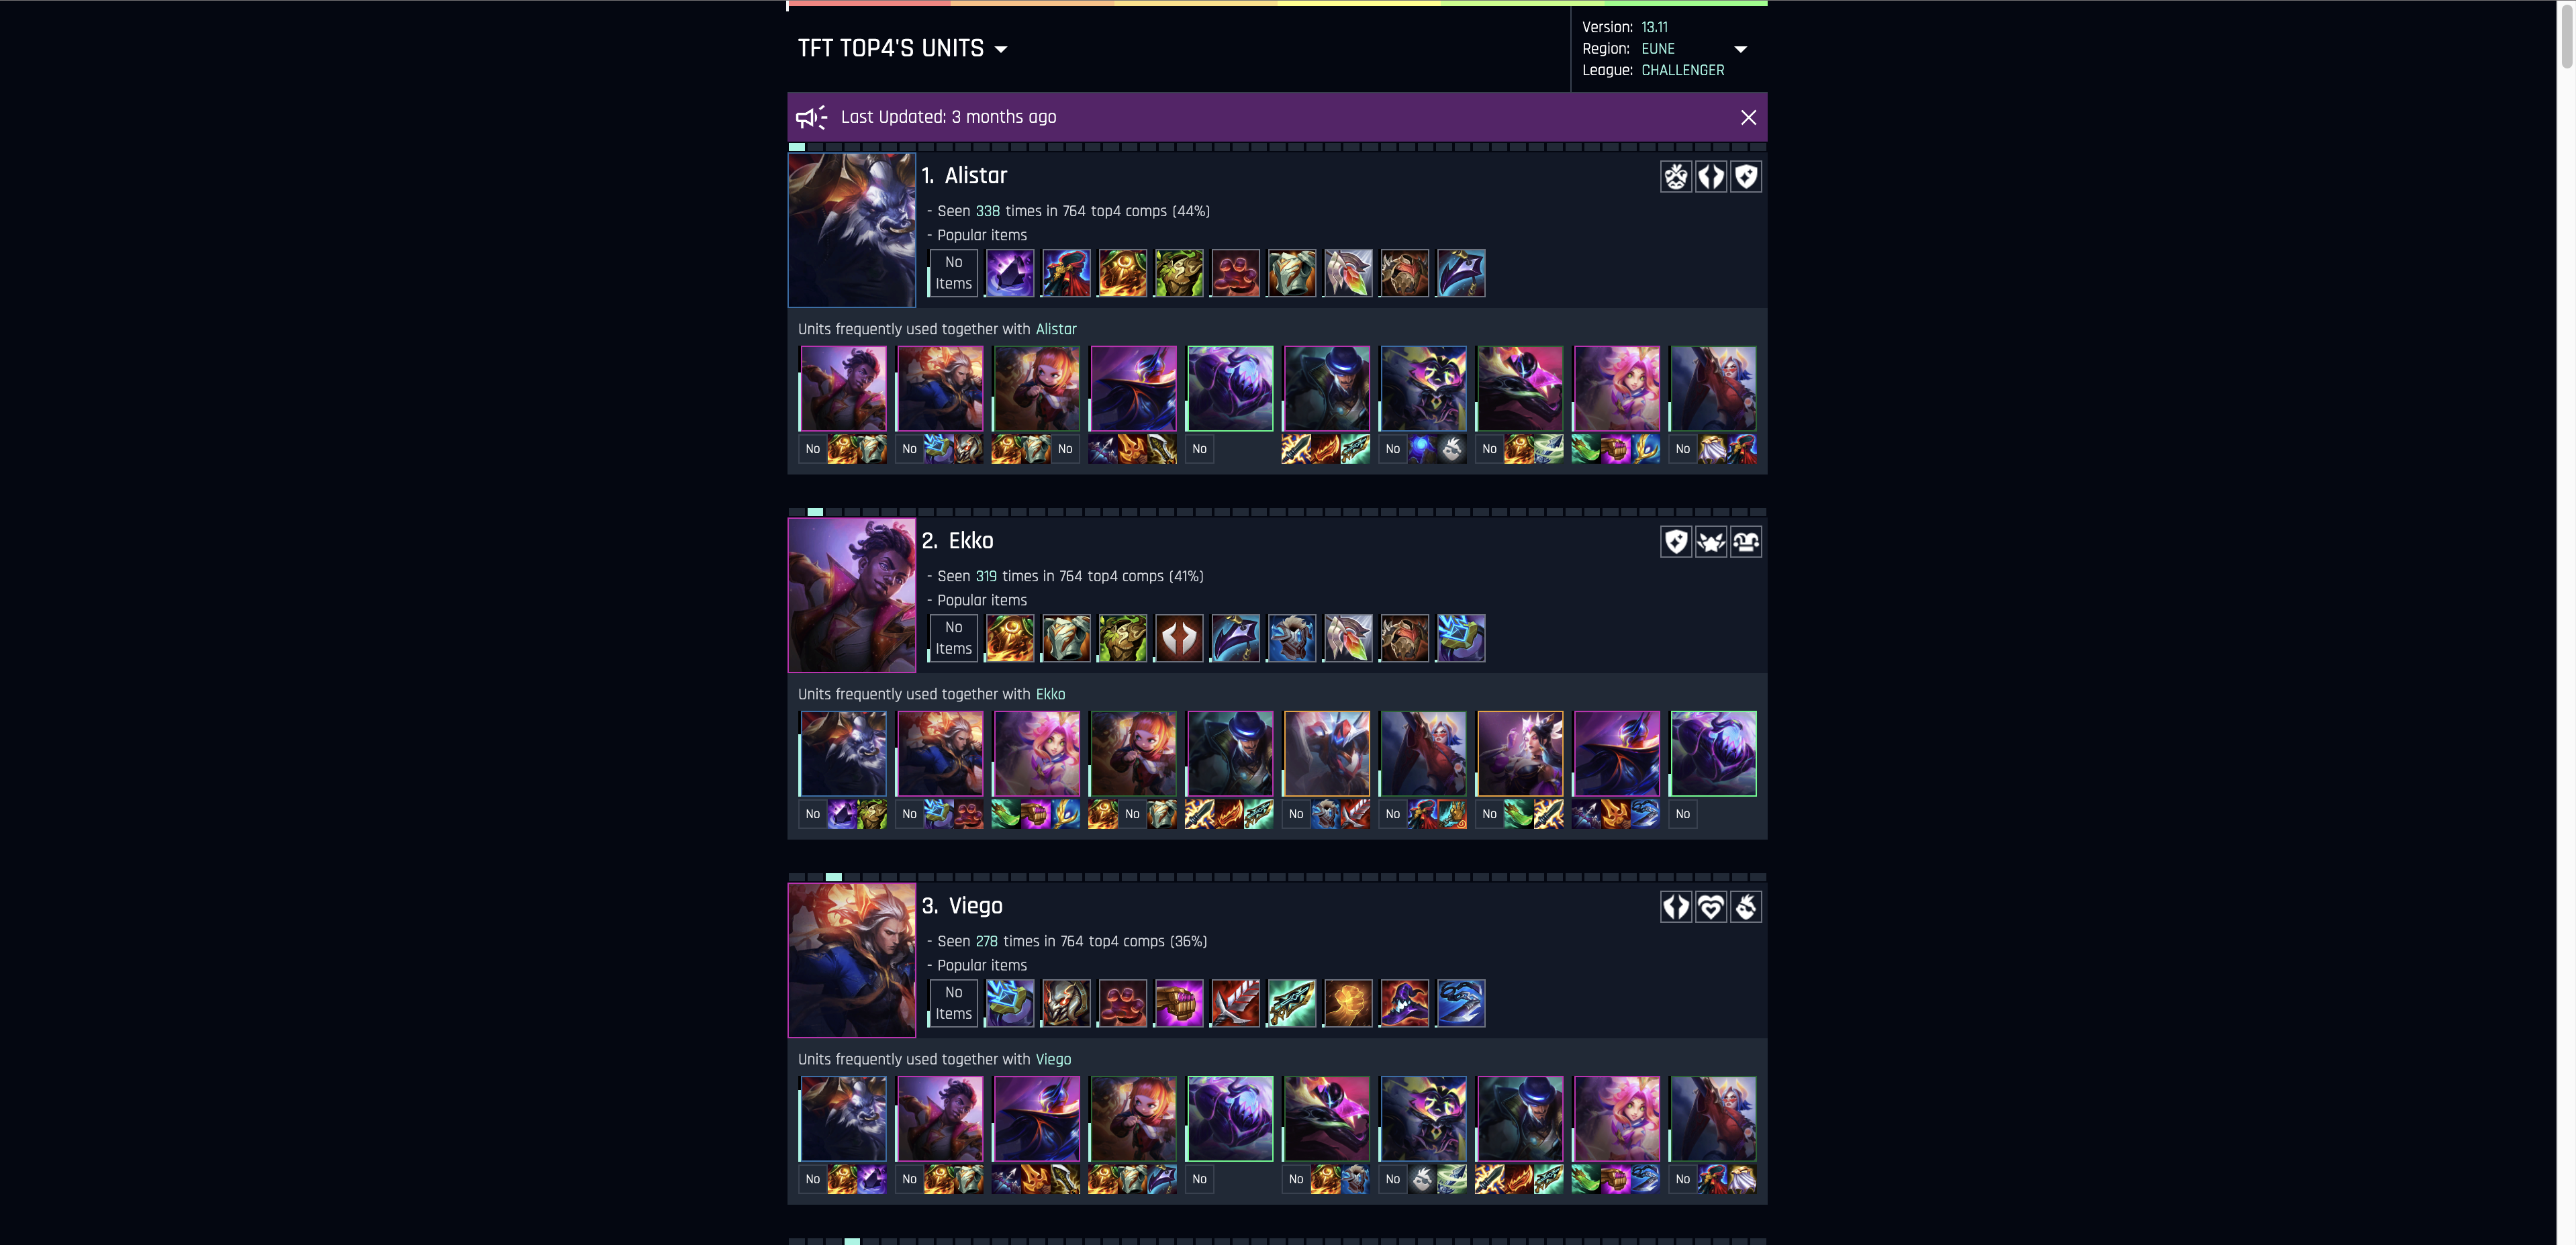 TFT TOP4'S UNITS
Version: 13.11
Region: EUNE
League: CHALLENGER
Last Updated: 3 months ago
1. Alistar
- Seen 338 times in 764 top4 comps (44%)
- Popular items
No
Items
Units frequently used together with Alistar
No No No No No No No
2. Ekko
- Seen 319 times in 764 top4 comps (41%)
- Popular items
No
Items
Units frequently used together with Ekko
No No No No No No No
3. Viego
- Seen 278 times in 764 top4 comps (36%)
- Popular items
No
Items
Units frequently used together with Viego
No No No No No No